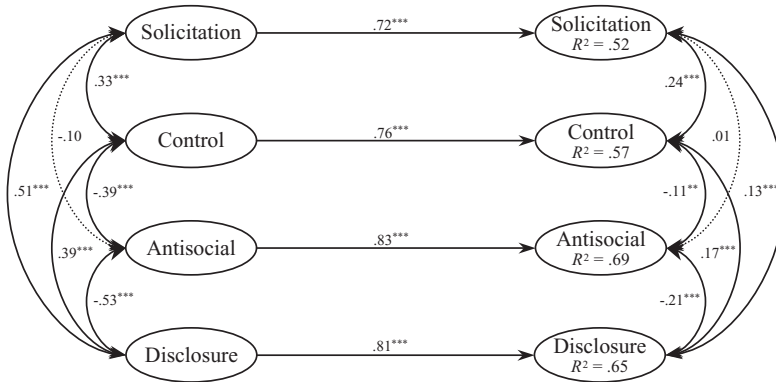 Solicitation
.72***
Solicitation
R² = .52
.33***
.24***
-.10
.01
Control
.76***
Control
R² = .57
.51***
-.39***
-.11**
.13***
Antisocial
.83***
Antisocial
R² = .69
.39***
.17***
-.53***
-.21***
Disclosure
.81***
Disclosure
R² = .65